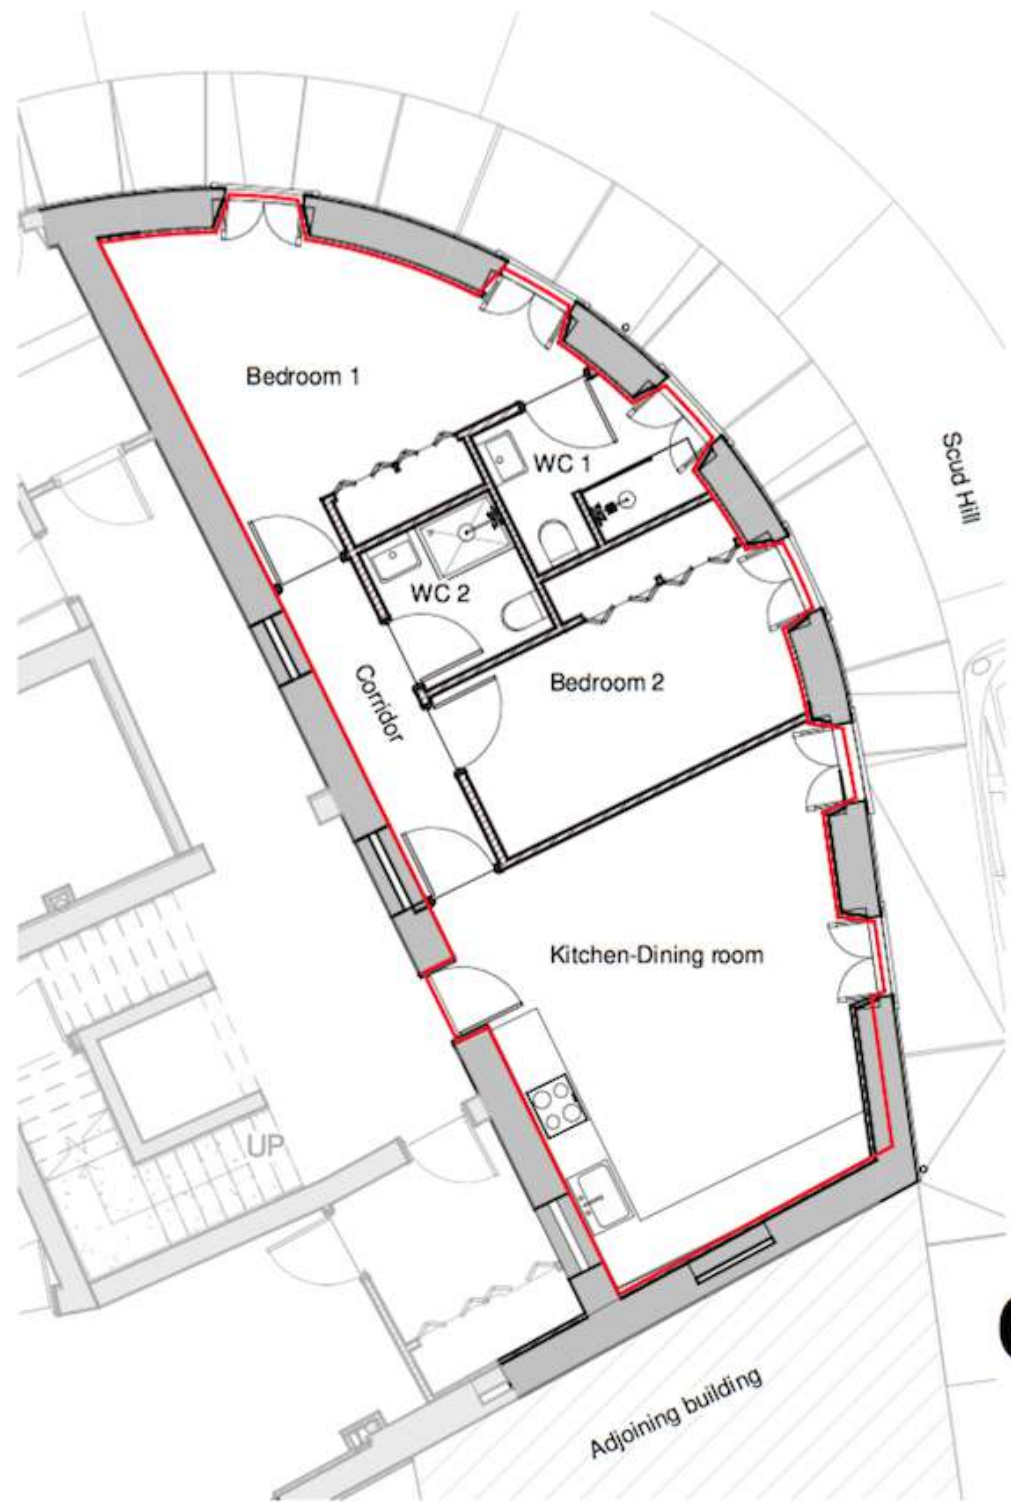 Bedroom 1
Scud Hill
WC 1
WC 2
Bedroom 2
Corridor
Kitchen-Dining room
UP
Adjoining building